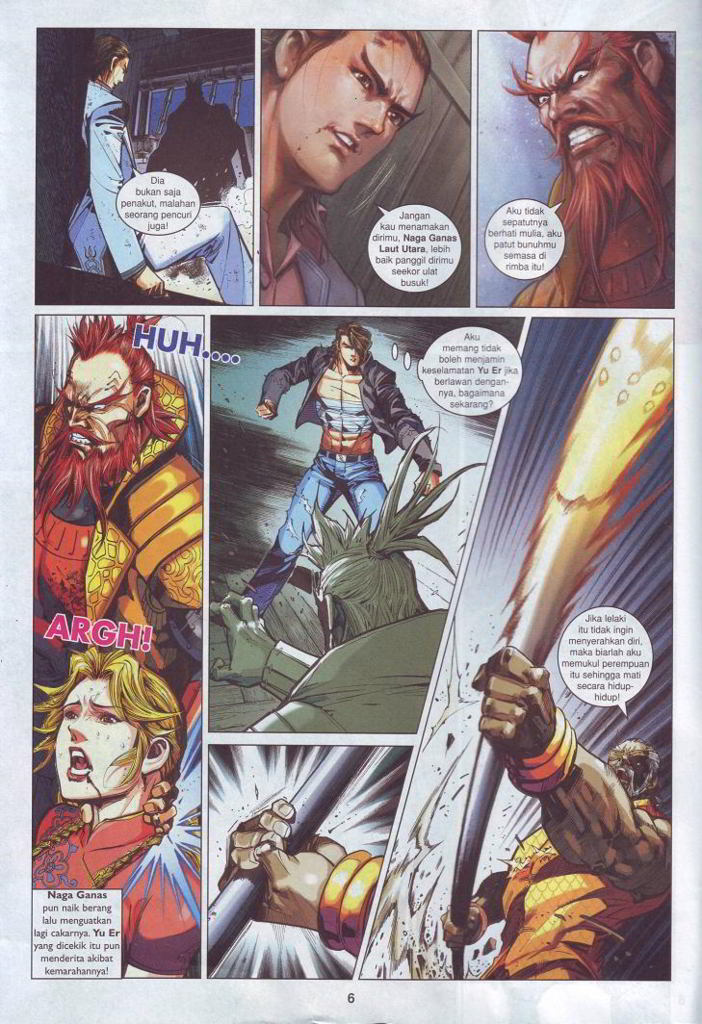 Dia
bukan saja
penakut, malahan
seorang pencuri
juga!
Jangan
kau menamakan
dirimu, Naga Ganas
Laut Utara, lebih
baik panggil dirimu
seekor ulat
busuk!
Aku tidak
sepatutnya
berhati mulia, aku
patut bunuhmu
semasa di
rimba itu!
HUH....
ARGH!
Naga Ganas
pun naik berang
lalu menguatkan
lagi cakarnya. Yu Er
yang dicekik itu pun
menderita akibat
kemarahannya!
Aku
memang tidak
boleh menjamin
keselamatan Yu Er jika
berlawan dengan-
nya, bagaimana
sekarang?
Jika lelaki
itu tidak ingin
menyerahkan diri,
maka biarlah aku
memukul perempuan
itu sehingga mati
secara hidup-
hidup!
6